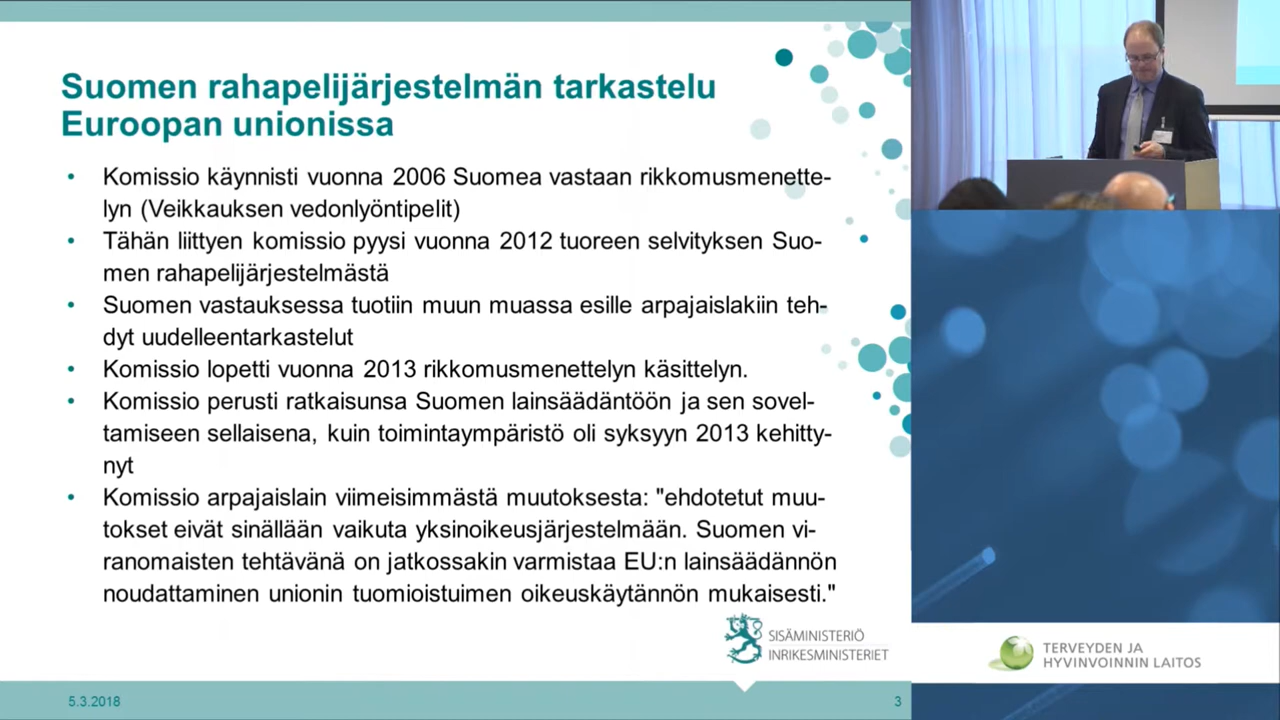 Suomen rahapelijärjestelmän tarkastelu
Euroopan unionissa
• Komissio käynnisti vuonna 2006 Suomea vastaan rikkomusmenette-
lyn (Veikkauksen vedonlyöntipelit)
• Tähän liittyen komissio pyysi vuonna 2012 tuoreen selvityksen Suo-
men rahapelijärjestelmästä
• Suomen vastauksessa tuotiin muun muassa esille arpajaislakiin teh-
dyt uudelleentarkastelut
• Komissio lopetti vuonna 2013 rikkomusmenettelyn käsittelyn.
• Komissio perusti ratkaisunsa Suomen lainsäädäntöön ja sen sovel-
tamiseen sellaisena, kuin toimintaympäristö oli syksyyn 2013 kehitty-
nyt
• Komissio arpajaislain viimeisimmästä muutoksesta: "ehdotetut muu-
tokset eivät sinällään vaikuta yksinoikeusjärjestelmään. Suomen vi-
ranomaisten tehtävänä on jatkossakin varmistaa EU:n lainsäädännön
noudattaminen unionin tuomioistuimen oikeuskäytännön mukaisesti."
SISÄMINISTERIÖ
INRIKESMINISTERIET
5.3.2018
3
TERVEYDEN JA
HYVINVOINNIN LAITOS